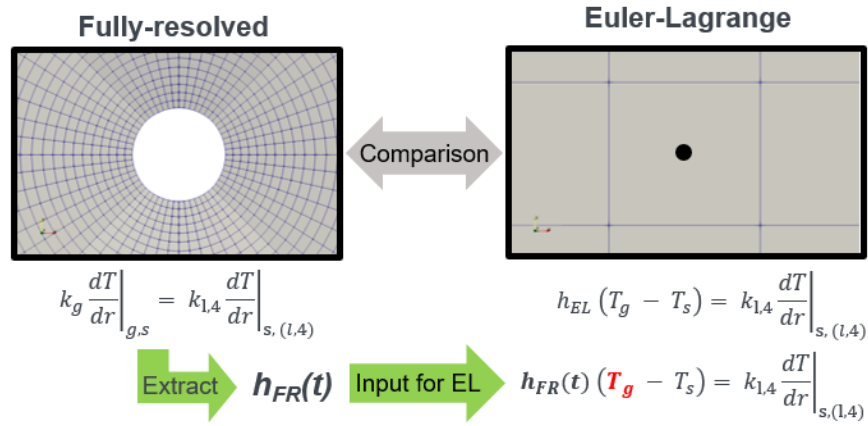 Fully-resolved
Euler-Lagrange
Comparison
k_g dT/dr|_{g,s} = k_{l,4} dT/dr|_{s,(l,4)}
h_{EL} (T_g − T_s) = k_{l,4} dT/dr|_{s,(l,4)}
Extract
h_{FR}(t)
Input for EL
h_{FR}(t) (T_g − T_s) = k_{l,4} dT/dr|_{s,(l,4)}